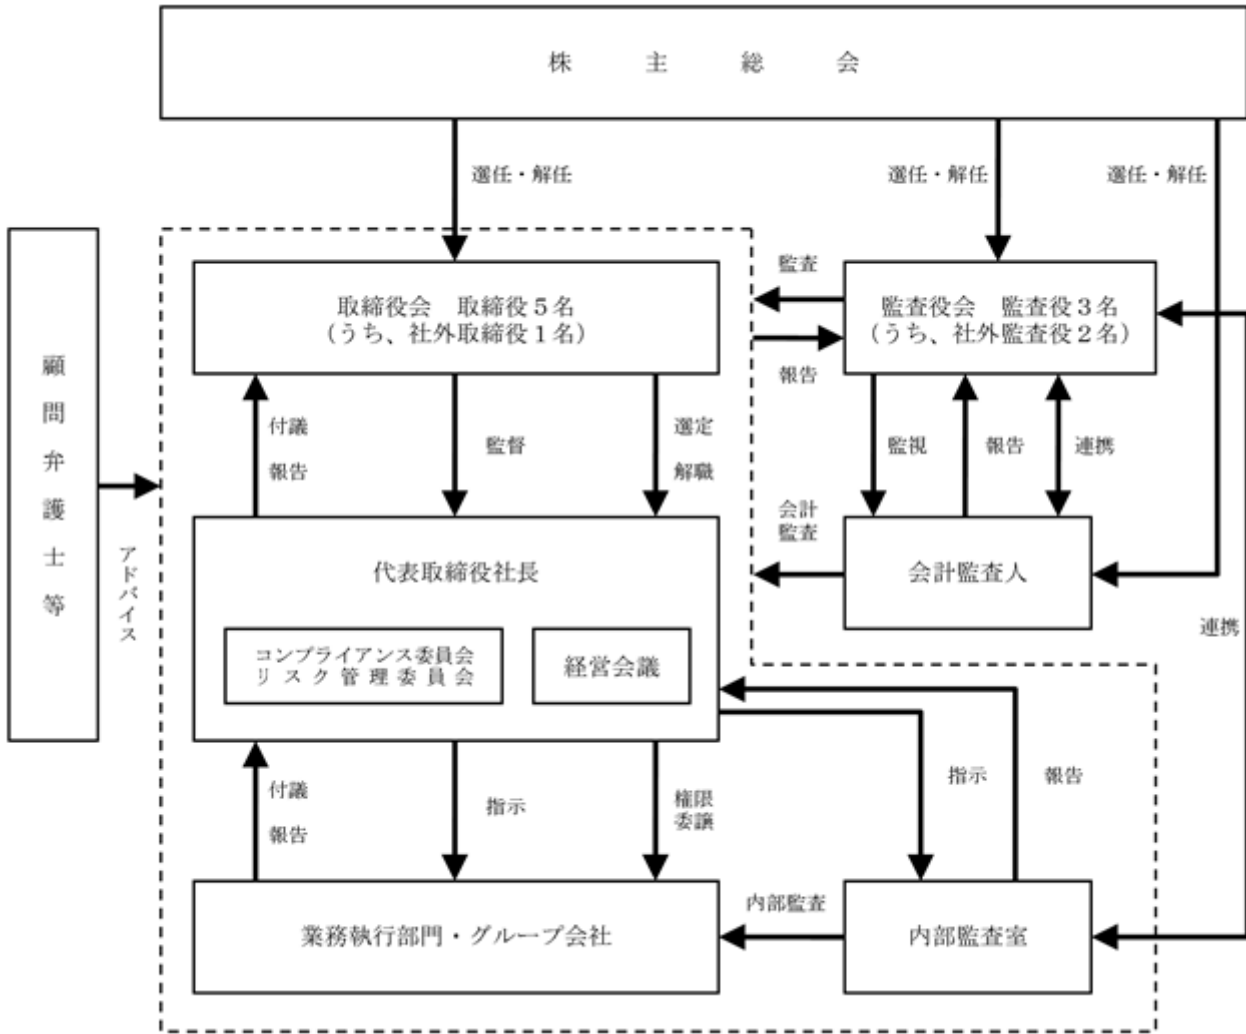 株主総会
選任・解任
選任・解任
選任・解任
顧問弁護士等
アドバイス
取締役会　取締役５名
（うち、社外取締役１名）
監査
報告
監査役会　監査役３名
（うち、社外監査役２名）
付議
報告
監督
選定
解職
監視
報告
連携
会計
監査
代表取締役社長
コンプライアンス委員会
リスク管理委員会
経営会議
会計監査人
連携
付議
報告
指示
権限
委譲
指示
報告
業務執行部門・グループ会社
内部監査
内部監査室